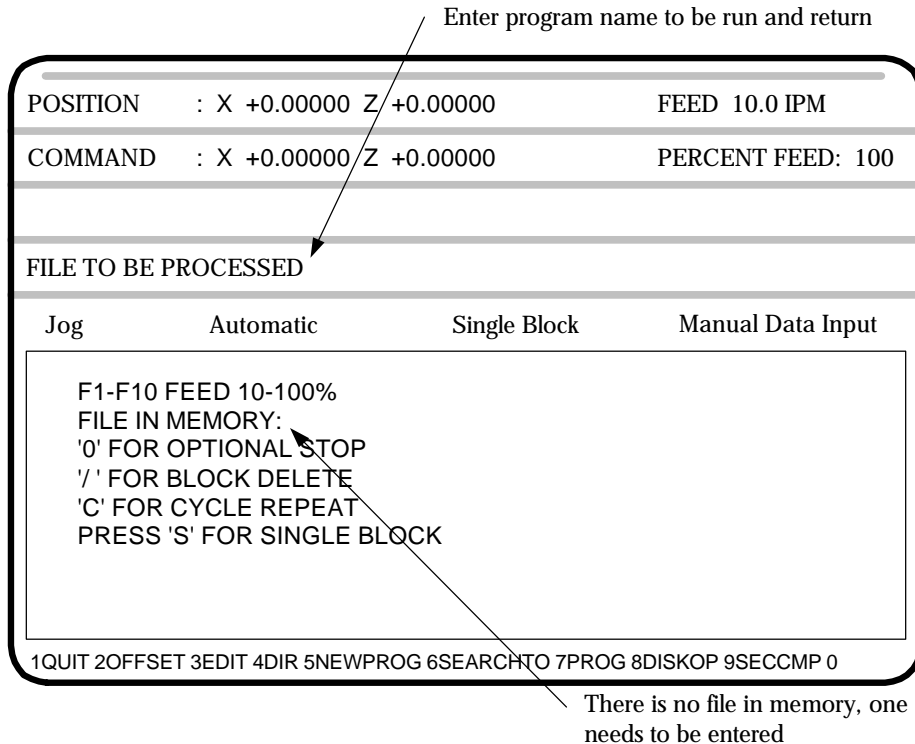 Enter program name to be run and return
POSITION : X +0.00000 Z +0.00000 FEED 10.0 IPM
COMMAND : X +0.00000 Z +0.00000 PERCENT FEED: 100
FILE TO BE PROCESSED
Jog Automatic Single Block Manual Data Input
F1-F10 FEED 10-100%
FILE IN MEMORY:
'0' FOR OPTIONAL STOP
'/ ' FOR BLOCK DELETE
'C' FOR CYCLE REPEAT
PRESS 'S' FOR SINGLE BLOCK
1QUIT 2OFFSET 3EDIT 4DIR 5NEWPROG 6SEARCHTO 7PROG 8DISKOP 9SECCMP 0
There is no file in memory, one
needs to be entered